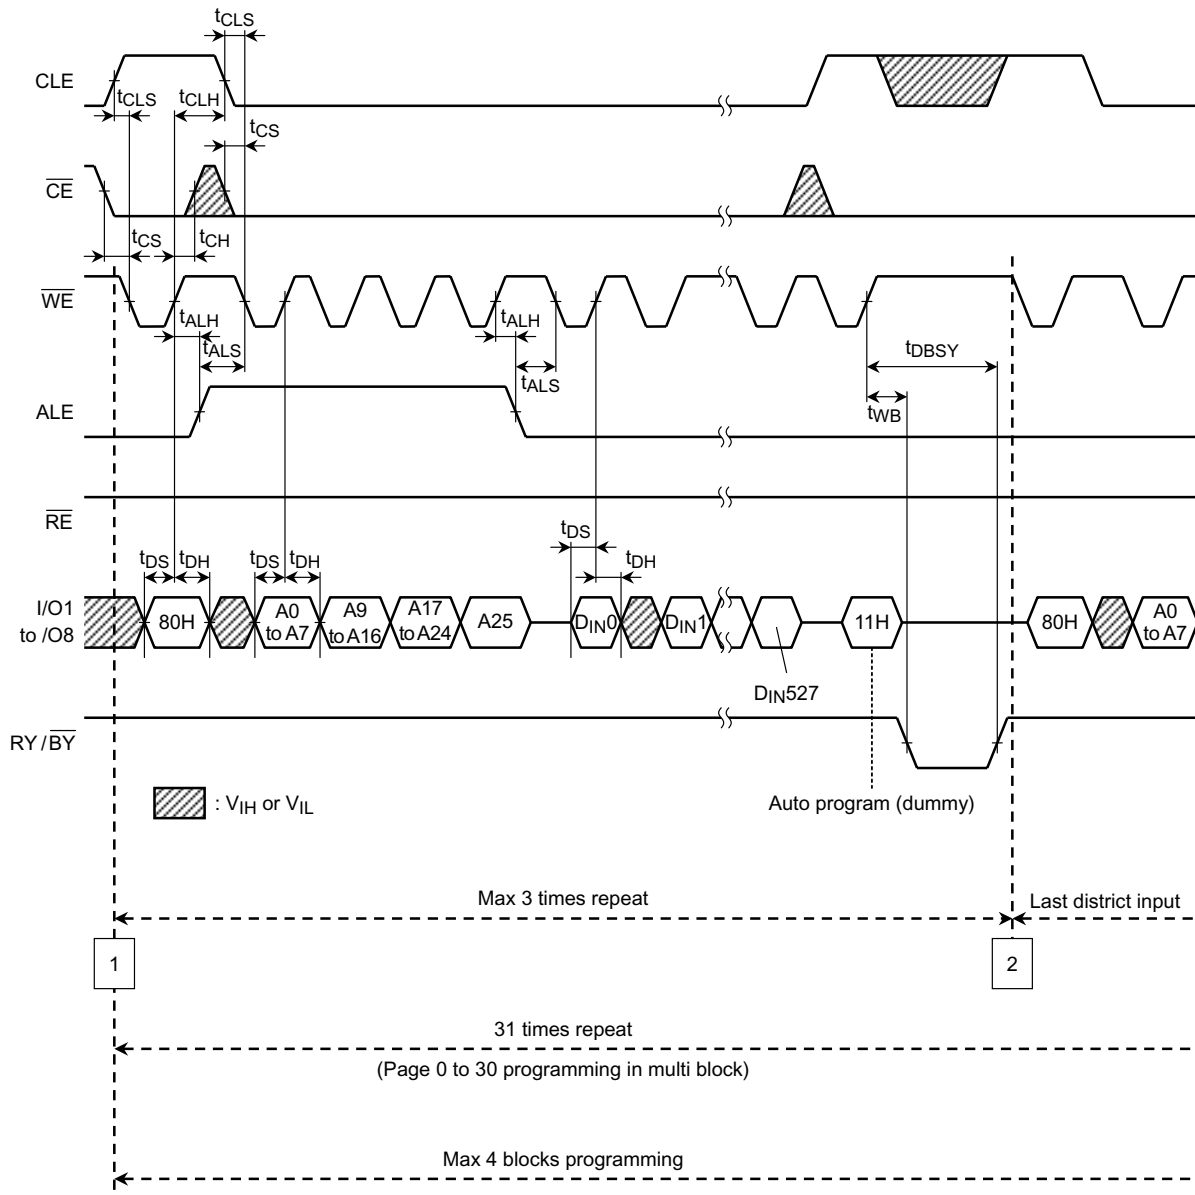 tCLS
CLE
tCLS
tCLH
tCS
CE
tCS
tCH
WE
tALH
tALH
tALS
tALS
tDBSY
tWB
ALE
RE
tDS
tDH
tDS
tDH
tDS
tDH
I/O1
to /O8
80H
A0
to A7
A9
to A16
A17
to A24
A25
DIN0
DIN1
11H
80H
A0
to A7
DIN527
RY/BY
: VIH or VIL
Auto program (dummy)
Max 3 times repeat
Last district input
1
2
31 times repeat
(Page 0 to 30 programming in multi block)
Max 4 blocks programming